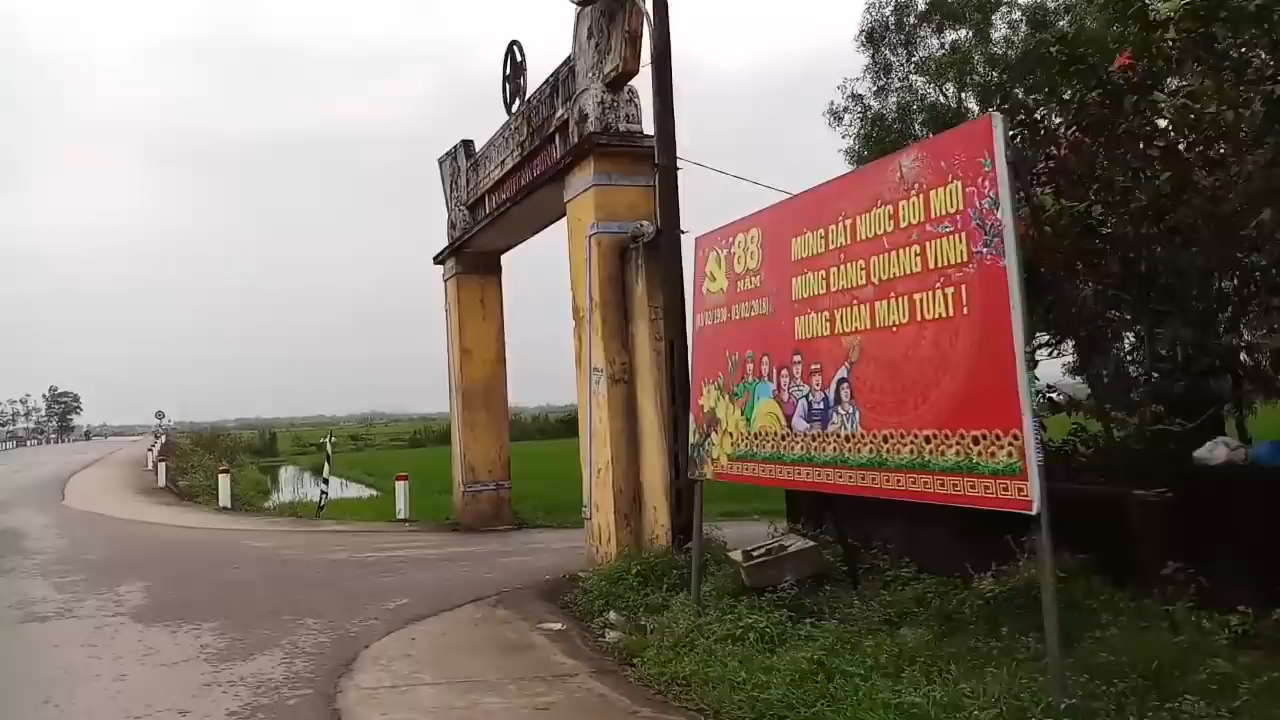 88
NĂM
(03/02/1930 - 03/02/2018)
MỪNG ĐẤT NƯỚC ĐỔI MỚI
MỪNG ĐẢNG QUANG VINH
MỪNG XUÂN MẬU TUẤT !